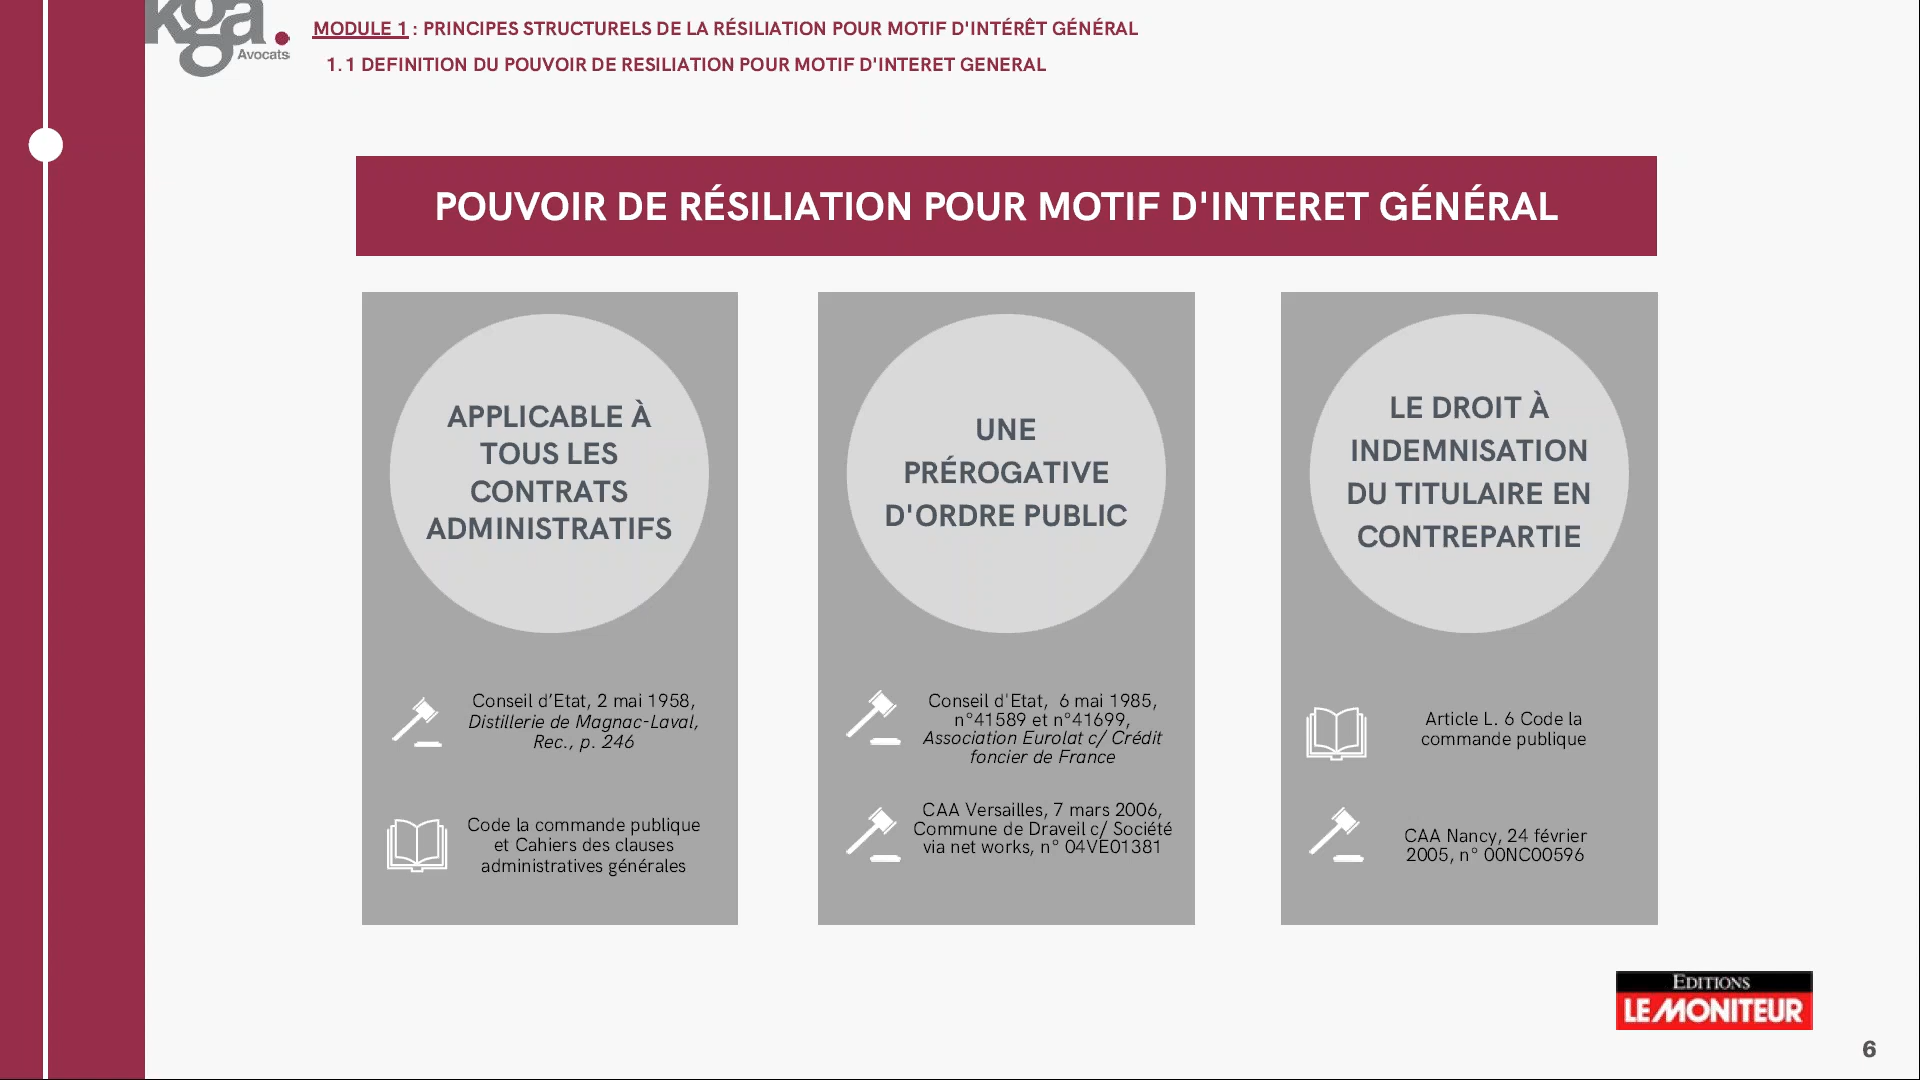 kga.
Avocats
MODULE 1 : PRINCIPES STRUCTURELS DE LA RÉSILIATION POUR MOTIF D'INTÉRÊT GÉNÉRAL
1.1 DEFINITION DU POUVOIR DE RESILIATION POUR MOTIF D'INTERET GENERAL
POUVOIR DE RÉSILIATION POUR MOTIF D'INTERET GÉNÉRAL
APPLICABLE À
TOUS LES
CONTRATS
ADMINISTRATIFS
Conseil d’Etat, 2 mai 1958,
Distillerie de Magnac-Laval,
Rec., p. 246
Code la commande publique
et Cahiers des clauses
administratives générales
UNE
PRÉROGATIVE
D'ORDRE PUBLIC
Conseil d'Etat, 6 mai 1985,
n°41589 et n°41699,
Association Eurolat c/ Crédit
foncier de France
CAA Versailles, 7 mars 2006,
Commune de Draveil c/ Société
via net works, n° 04VE01381
LE DROIT À
INDEMNISATION
DU TITULAIRE EN
CONTREPARTIE
Article L. 6 Code la
commande publique
CAA Nancy, 24 février
2005, n° 00NC00596
EDITIONS
LE MONITEUR
6